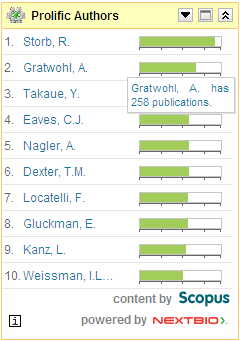 Prolific Authors
1. Storb, R.
2. Gratwohl, A.
Gratwohl, A. has
258 publications.
3. Takaue, Y.
4. Eaves, C.J.
5. Nagler, A.
6. Dexter, T.M.
7. Locatelli, F.
8. Gluckman, E.
9. Kanz, L.
10. Weissman, I.L...
content by Scopus
powered by NEXTBIO
i